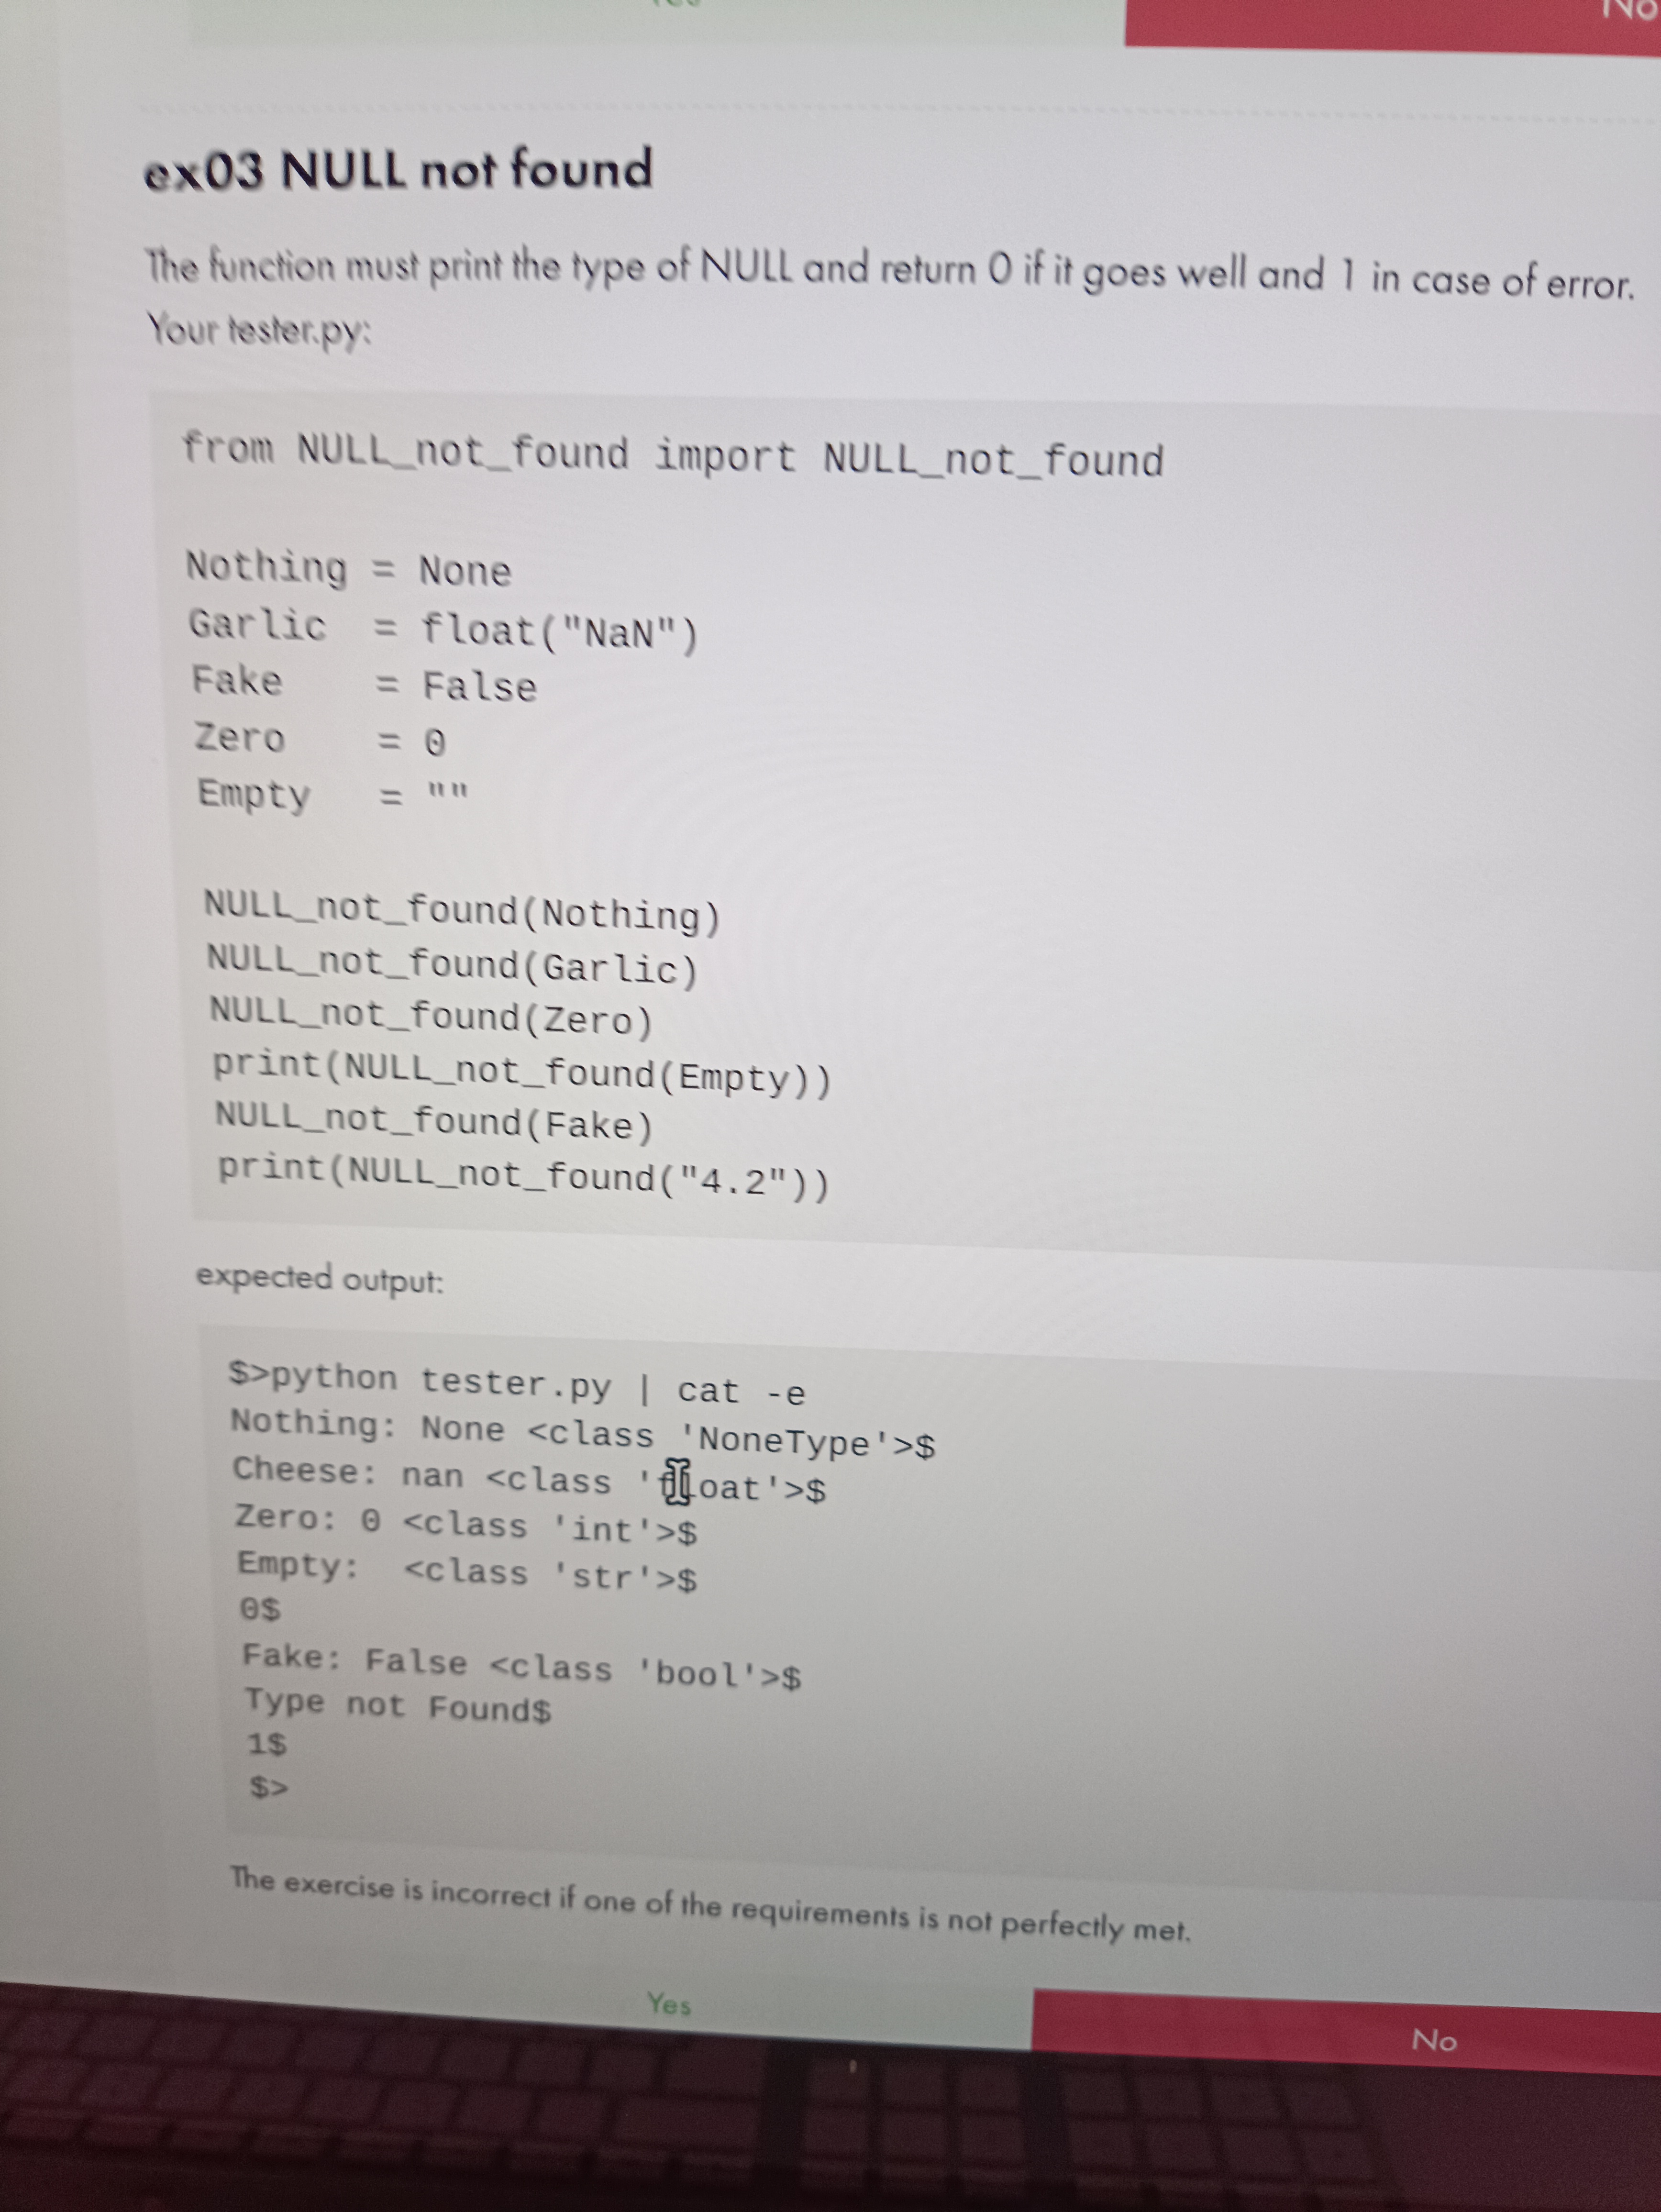 No
ex03 NULL not found
The function must print the type of NULL and return 0 if it goes well and 1 in case of error.
Your tester.py:
from NULL_not_found import NULL_not_found
Nothing = None
Garlic  = float("NaN")
Fake    = False
Zero    = 0
Empty   = ""
NULL_not_found(Nothing)
NULL_not_found(Garlic)
NULL_not_found(Zero)
print(NULL_not_found(Empty))
NULL_not_found(Fake)
print(NULL_not_found("4.2"))
expected output:
$>python tester.py | cat -e
Nothing: None <class 'NoneType'>$
Cheese: nan <class 'float'>$
Zero: 0 <class 'int'>$
Empty:  <class 'str'>$
0$
Fake: False <class 'bool'>$
Type not Found$
1$
$>
The exercise is incorrect if one of the requirements is not perfectly met.
Yes
No